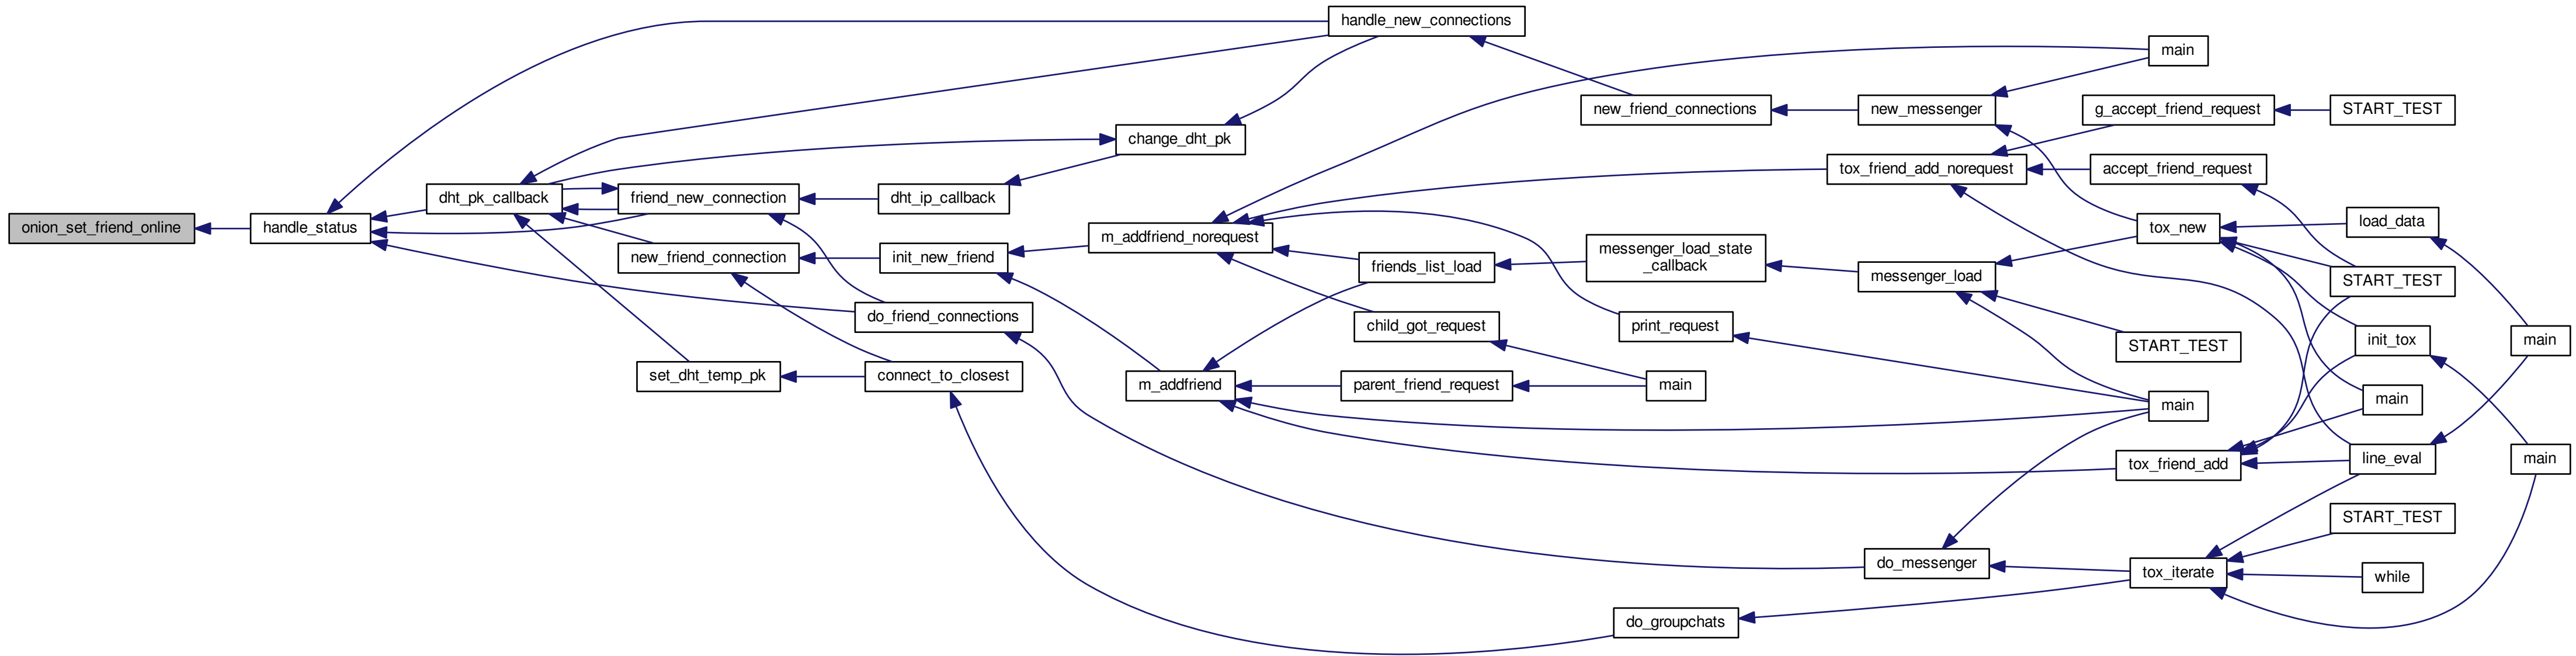 handle_new_connections
main
new_friend_connections
new_messenger
g_accept_friend_request
START_TEST
change_dht_pk
tox_friend_add_norequest
accept_friend_request
dht_pk_callback
friend_new_connection
dht_ip_callback
onion_set_friend_online
handle_status
m_addfriend_norequest
tox_new
load_data
new_friend_connection
init_new_friend
friends_list_load
messenger_load_state
_callback
messenger_load
START_TEST
do_friend_connections
child_got_request
print_request
START_TEST
init_tox
main
set_dht_temp_pk
connect_to_closest
m_addfriend
parent_friend_request
main
main
main
tox_friend_add
line_eval
main
START_TEST
do_messenger
tox_iterate
while
do_groupchats